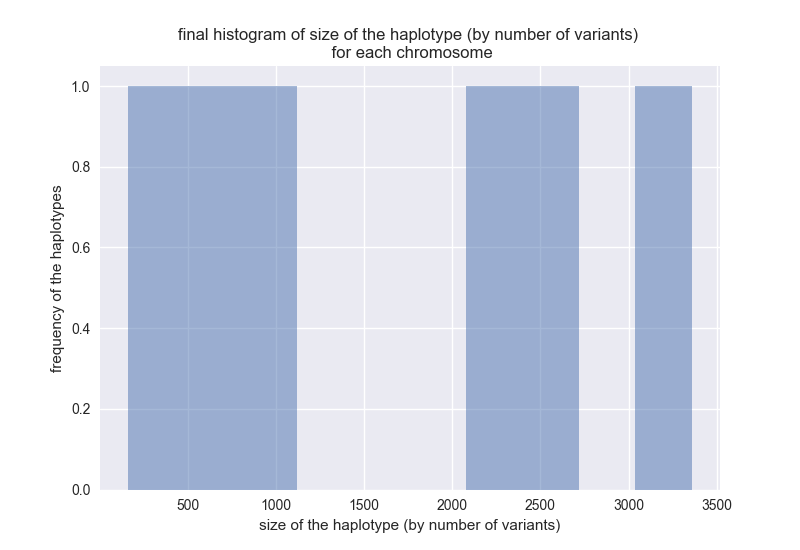 final histogram of size of the haplotype (by number of variants)
for each chromosome
frequency of the haplotypes
1.0
0.8
0.6
0.4
0.2
0.0
500 1000 1500 2000 2500 3000 3500
size of the haplotype (by number of variants)